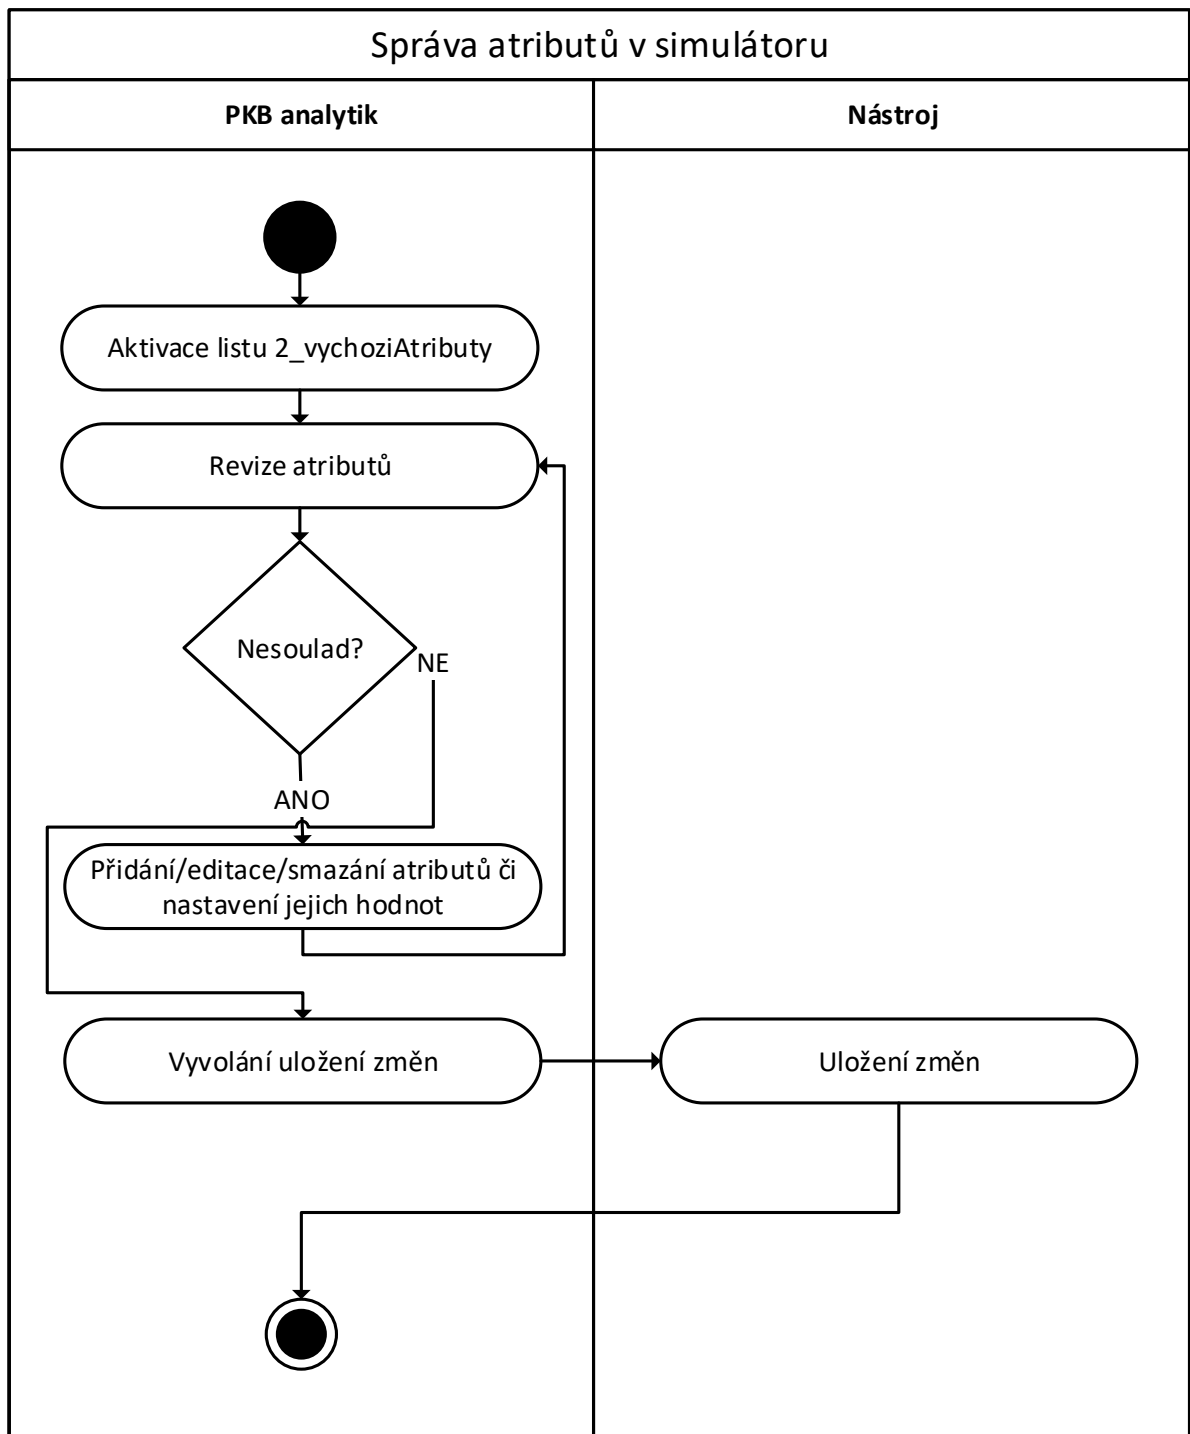 Správa atributů v simulátoru
PKB analytik
Nástroj
Aktivace listu 2_vychoziAtributy
Revize atributů
Nesoulad?
NE
ANO
Přidání/editace/smazání atributů či
nastavení jejich hodnot
Vyvolání uložení změn
Uložení změn